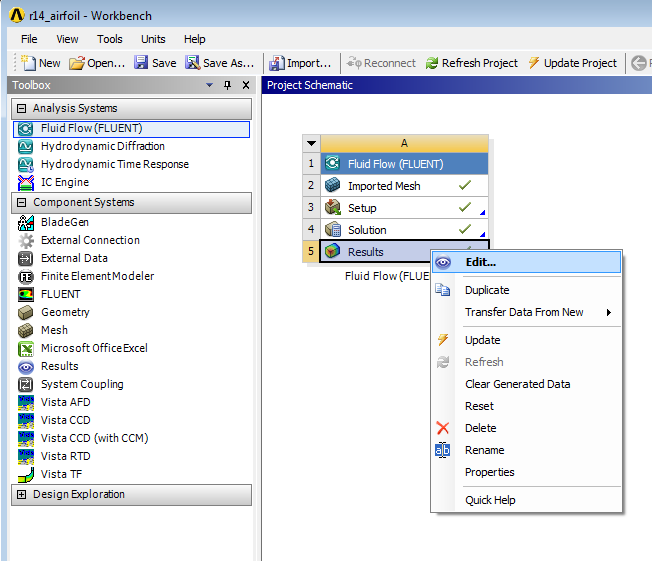 r14_airfoil - Workbench
File View Tools Units Help
New Open... Save Save As... Import... Reconnect Refresh Project Update Project
Toolbox
Project Schematic
Analysis Systems
Fluid Flow (FLUENT)
Hydrodynamic Diffraction
Hydrodynamic Time Response
IC Engine
Component Systems
BladeGen
External Connection
External Data
Finite Element Modeler
FLUENT
Geometry
Mesh
Microsoft Office Excel
Results
System Coupling
Vista AFD
Vista CCD
Vista CCD (with CCM)
Vista RTD
Vista TF
Design Exploration
A
1 Fluid Flow (FLUENT)
2 Imported Mesh
3 Setup
4 Solution
5 Results
Fluid Flow (FLUE
Edit...
Duplicate
Transfer Data From New
Update
Refresh
Clear Generated Data
Reset
Delete
Rename
Properties
Quick Help